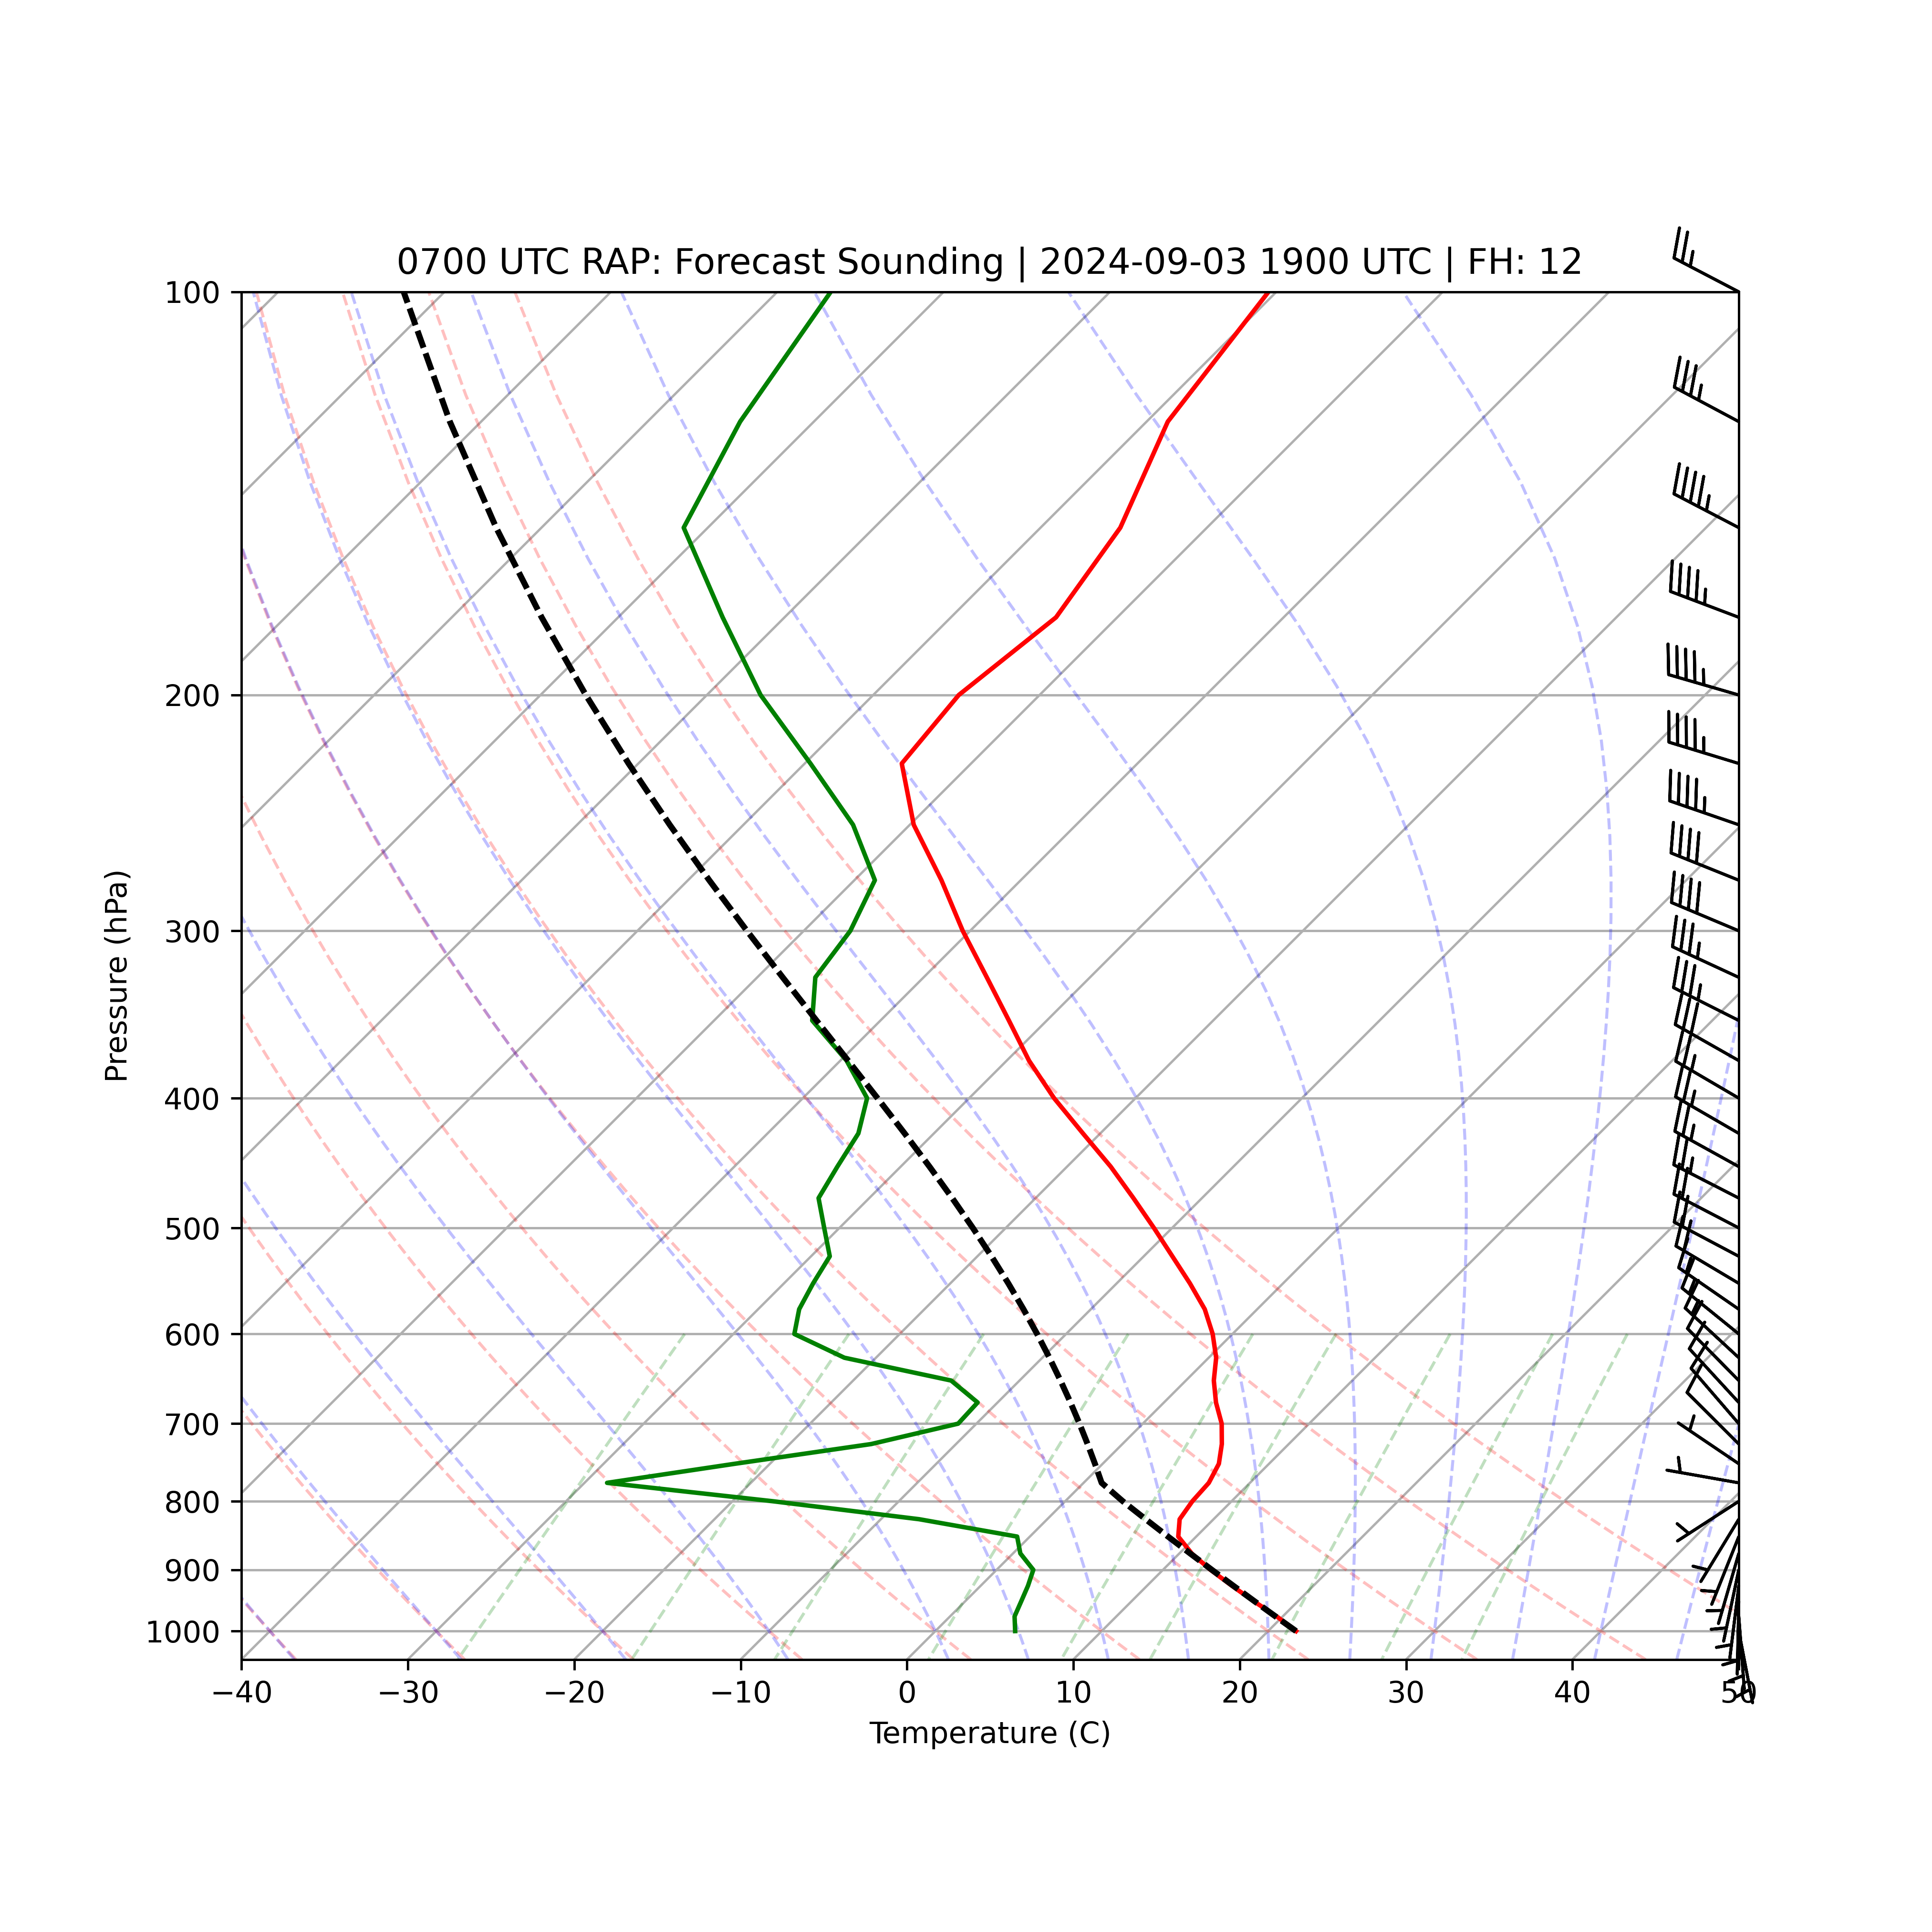 0700 UTC RAP: Forecast Sounding | 2024-09-03 1900 UTC | FH: 12
100
200
300
400
500
600
700
800
900
1000
Pressure (hPa)
−40 −30 −20 −10 0 10 20 30 40 50
Temperature (C)